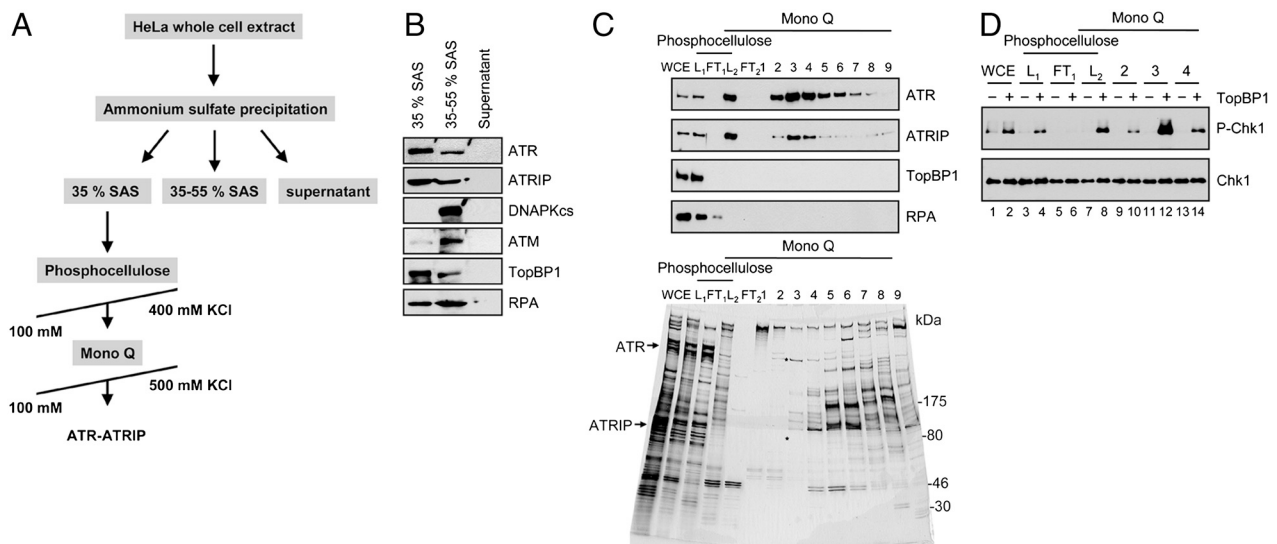 A
HeLa whole cell extract
Ammonium sulfate precipitation
35 % SAS
35-55 % SAS
supernatant
Phosphocellulose
100 mM
400 mM KCl
Mono Q
100 mM
500 mM KCl
ATR-ATRIP
B
35 % SAS
35-55 % SAS
Supernatant
ATR
ATRIP
DNAPKcs
ATM
TopBP1
RPA
C
Mono Q
Phosphocellulose
WCE L1 FT1 L2 FT2 1 2 3 4 5 6 7 8 9
ATR
ATRIP
TopBP1
RPA
Mono Q
Phosphocellulose
WCE L1 FT1 L2 FT2 1 2 3 4 5 6 7 8 9
kDa
ATR
-175
ATRIP
-80
-46
-30
D
Mono Q
Phosphocellulose
WCE L1 FT1 L2 2 3 4
– + – + – + – + – + – + – + TopBP1
P-Chk1
Chk1
1 2 3 4 5 6 7 8 9 10 11 12 13 14